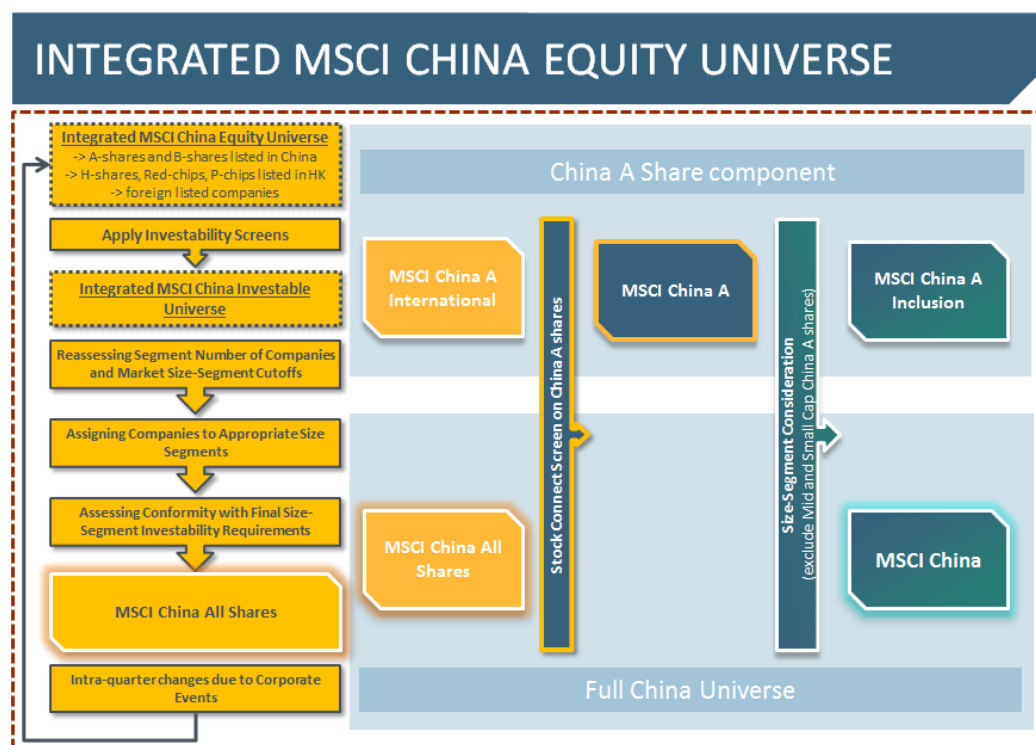 INTEGRATED MSCI CHINA EQUITY UNIVERSE
Integrated MSCI China Equity Universe
-> A-shares and B-shares listed in China
-> H-shares, Red-chips, P-chips listed in HK
-> foreign listed companies
Apply Investability Screens
Integrated MSCI China Investable
Universe
Reassessing Segment Number of Companies
and Market Size-Segment Cutoffs
Assigning Companies to Appropriate Size
Segments
Assessing Conformity with Final Size-
Segment Investability Requirements
MSCI China All Shares
Intra-quarter changes due to Corporate
Events
China A Share component
MSCI China A
International
Stock Connect Screen on China A shares
MSCI China A
Size-Segment Consideration
(exclude Mid and Small Cap China A shares)
MSCI China A
Inclusion
MSCI China All
Shares
MSCI China
Full China Universe